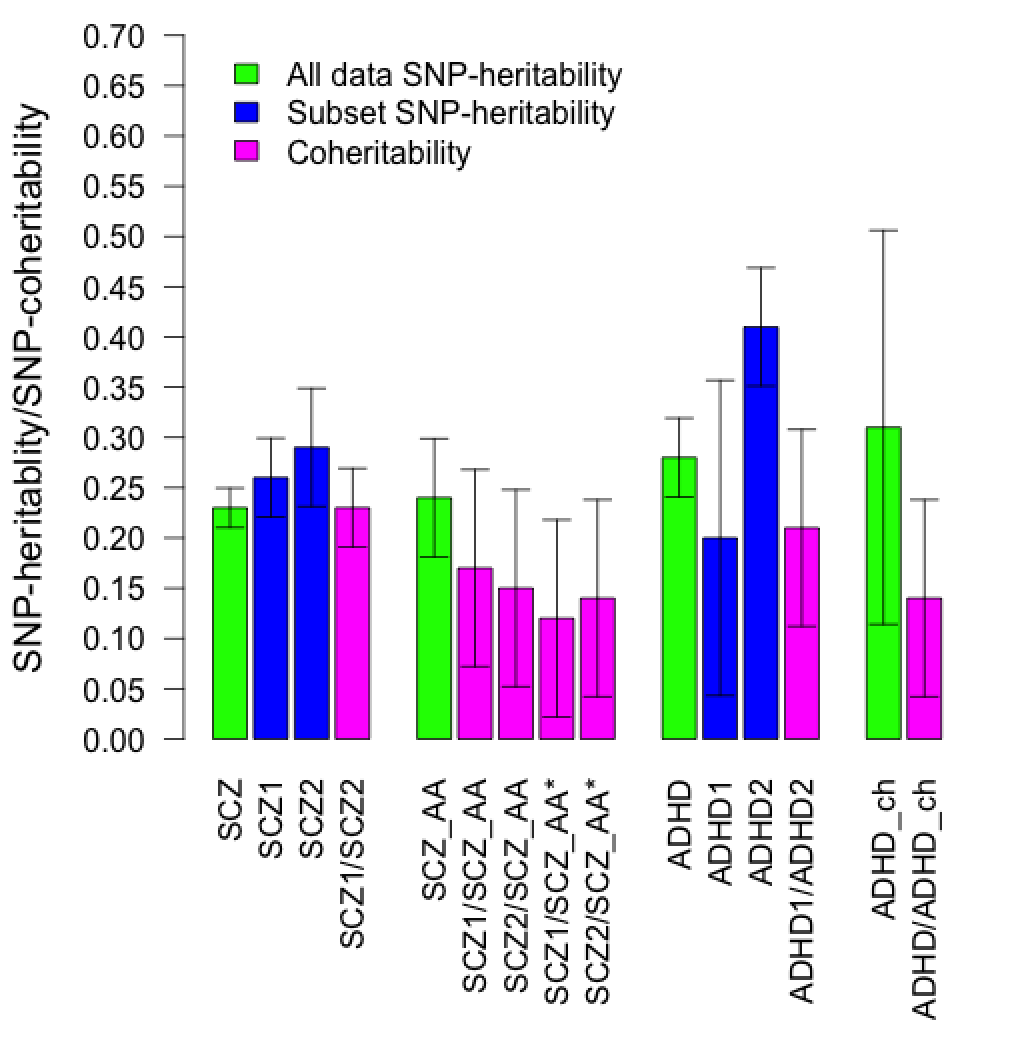 SNP-heritablity/SNP-coheritability
0.70
0.65
0.60
0.55
0.50
0.45
0.40
0.35
0.30
0.25
0.20
0.15
0.10
0.05
0.00
All data SNP-heritability
Subset SNP-heritability
Coheritability
SCZ
SCZ1
SCZ2
SCZ1/SCZ2
SCZ_AA
SCZ1/SCZ_AA
SCZ2/SCZ_AA
SCZ1/SCZ_AA*
SCZ2/SCZ_AA*
ADHD
ADHD1
ADHD2
ADHD1/ADHD2
ADHD_ch
ADHD/ADHD_ch